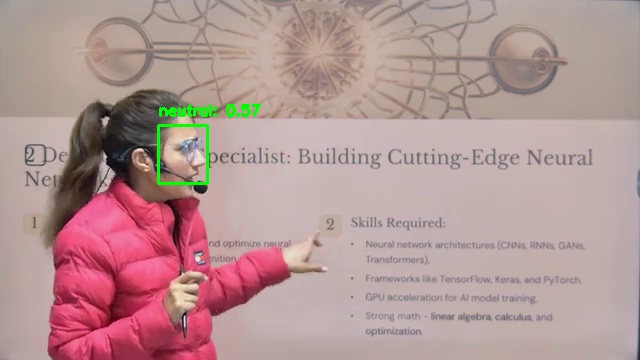 neutral: 0.57
2 De pecialist: Building Cutting-Edge Neural
Net
1
and optimize neural
2 Skills Required:
• Neural network architectures (CNNs, RNNs, GANs,
Transformers).
• Frameworks like TensorFlow, Keras, and PyTorch.
• GPU acceleration for AI model training.
• Strong math - linear algebra, calculus, and
optimization.